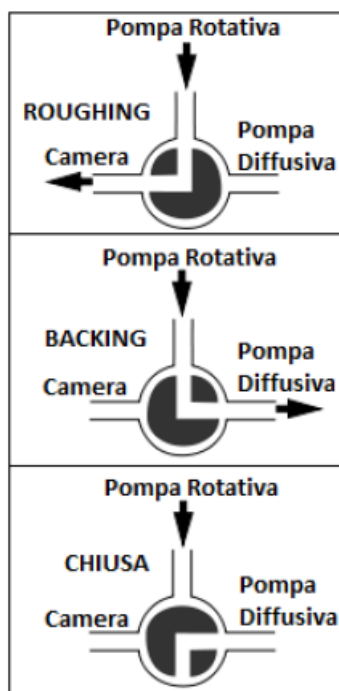 Pompa Rotativa
ROUGHING
Camera
Pompa
Diffusiva
Pompa Rotativa
BACKING
Camera
Pompa
Diffusiva
Pompa Rotativa
CHIUSA
Camera
Pompa
Diffusiva